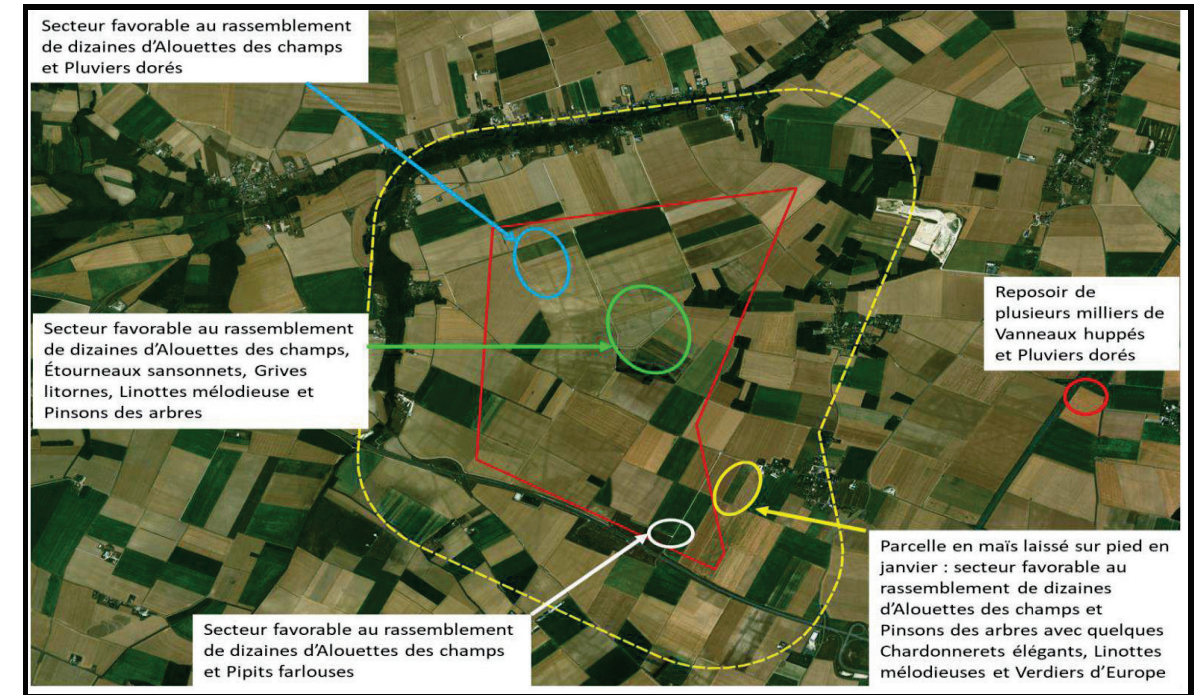 Secteur favorable au rassemblement
de dizaines d’Alouettes des champs
et Pluviers dorés
Reposoir de
plusieurs milliers de
Vanneaux huppés
et Pluviers dorés
Secteur favorable au rassemblement
de dizaines d’Alouettes des champs,
Étourneaux sansonnets, Grives
litornes, Linottes mélodieuse et
Pinsons des arbres
Parcelle en maïs laissé sur pied en
janvier : secteur favorable au
rassemblement de dizaines
d’Alouettes des champs et
Pinsons des arbres avec quelques
Chardonnerets élégants, Linottes
mélodieuses et Verdiers d’Europe
Secteur favorable au rassemblement
de dizaines d’Alouettes des champs
et Pipits farlouses